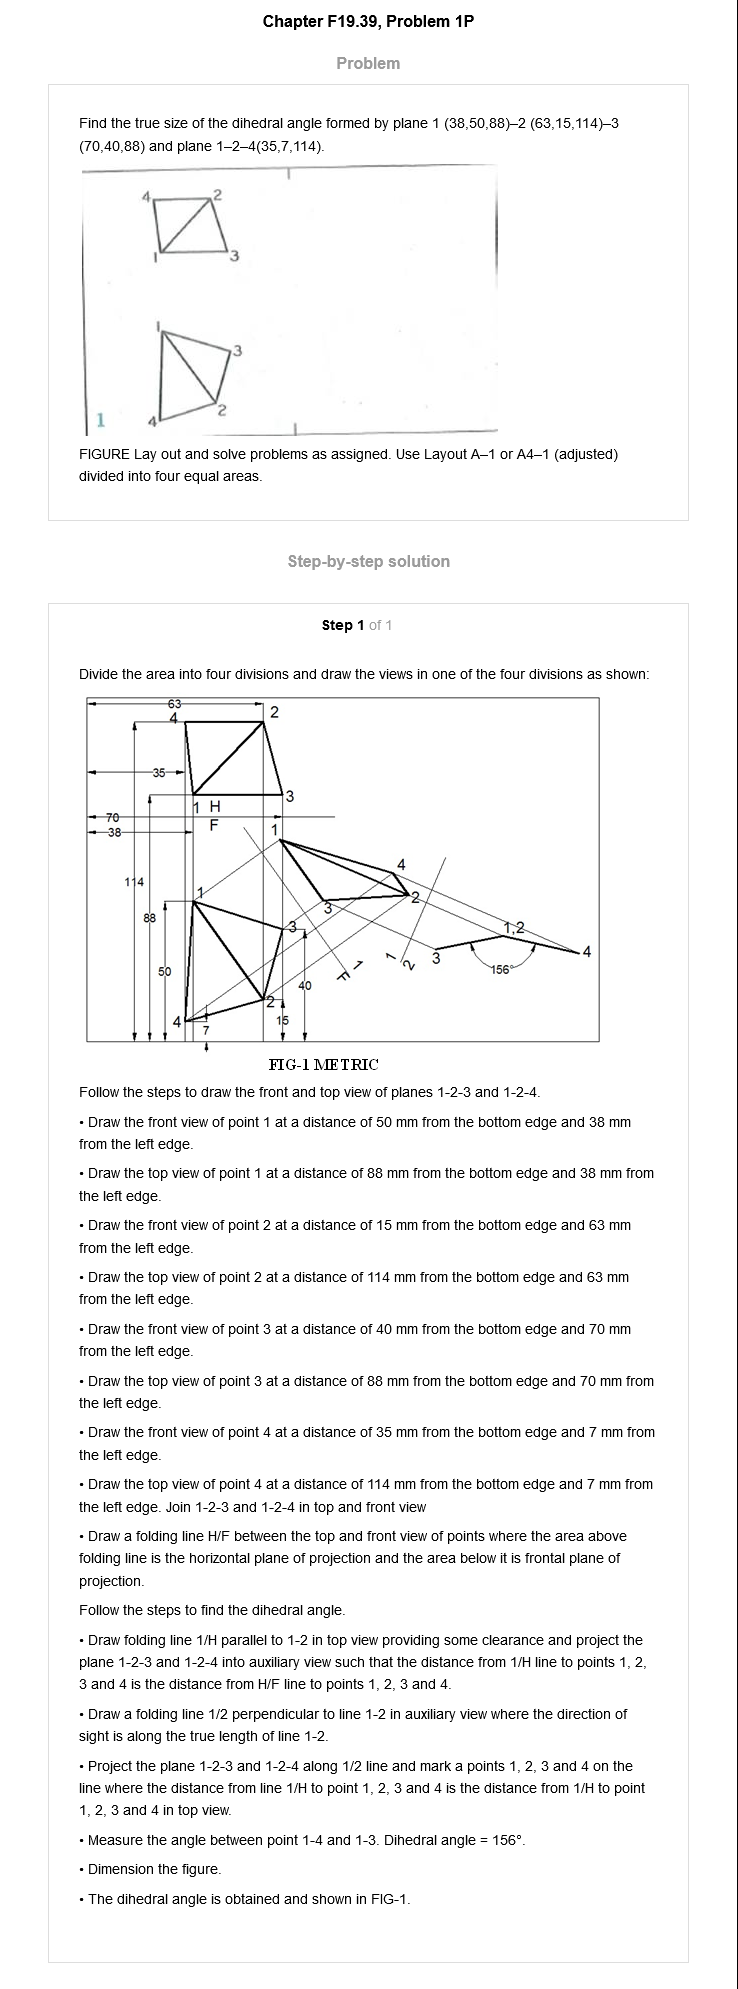 Chapter F19.39, Problem 1P
Problem
Find the true size of the dihedral angle formed by plane 1 (38,50,88)–2 (63,15,114)–3
(70,40,88) and plane 1–2–4(35,7,114).
4
2
1
3
1
3
2
4
1
FIGURE Lay out and solve problems as assigned. Use Layout A–1 or A4–1 (adjusted)
divided into four equal areas.
Step-by-step solution
Step 1 of 1
Divide the area into four divisions and draw the views in one of the four divisions as shown:
63
4
2
35
1 H
3
70
F
1
38
4
114
1
3
2
88
3
1,2
4
1
2
3
50
F
1
156°
40
4
2
15
7
FIG-1 METRIC
Follow the steps to draw the front and top view of planes 1-2-3 and 1-2-4.
• Draw the front view of point 1 at a distance of 50 mm from the bottom edge and 38 mm
from the left edge.
• Draw the top view of point 1 at a distance of 88 mm from the bottom edge and 38 mm from
the left edge.
• Draw the front view of point 2 at a distance of 15 mm from the bottom edge and 63 mm
from the left edge.
• Draw the top view of point 2 at a distance of 114 mm from the bottom edge and 63 mm
from the left edge.
• Draw the front view of point 3 at a distance of 40 mm from the bottom edge and 70 mm
from the left edge.
• Draw the top view of point 3 at a distance of 88 mm from the bottom edge and 70 mm from
the left edge.
• Draw the front view of point 4 at a distance of 35 mm from the bottom edge and 7 mm from
the left edge.
• Draw the top view of point 4 at a distance of 114 mm from the bottom edge and 7 mm from
the left edge. Join 1-2-3 and 1-2-4 in top and front view
• Draw a folding line H/F between the top and front view of points where the area above
folding line is the horizontal plane of projection and the area below it is frontal plane of
projection.
Follow the steps to find the dihedral angle.
• Draw folding line 1/H parallel to 1-2 in top view providing some clearance and project the
plane 1-2-3 and 1-2-4 into auxiliary view such that the distance from 1/H line to points 1, 2,
3 and 4 is the distance from H/F line to points 1, 2, 3 and 4.
• Draw a folding line 1/2 perpendicular to line 1-2 in auxiliary view where the direction of
sight is along the true length of line 1-2.
• Project the plane 1-2-3 and 1-2-4 along 1/2 line and mark a points 1, 2, 3 and 4 on the
line where the distance from line 1/H to point 1, 2, 3 and 4 is the distance from 1/H to point
1, 2, 3 and 4 in top view.
• Measure the angle between point 1-4 and 1-3. Dihedral angle = 156°.
• Dimension the figure.
• The dihedral angle is obtained and shown in FIG-1.